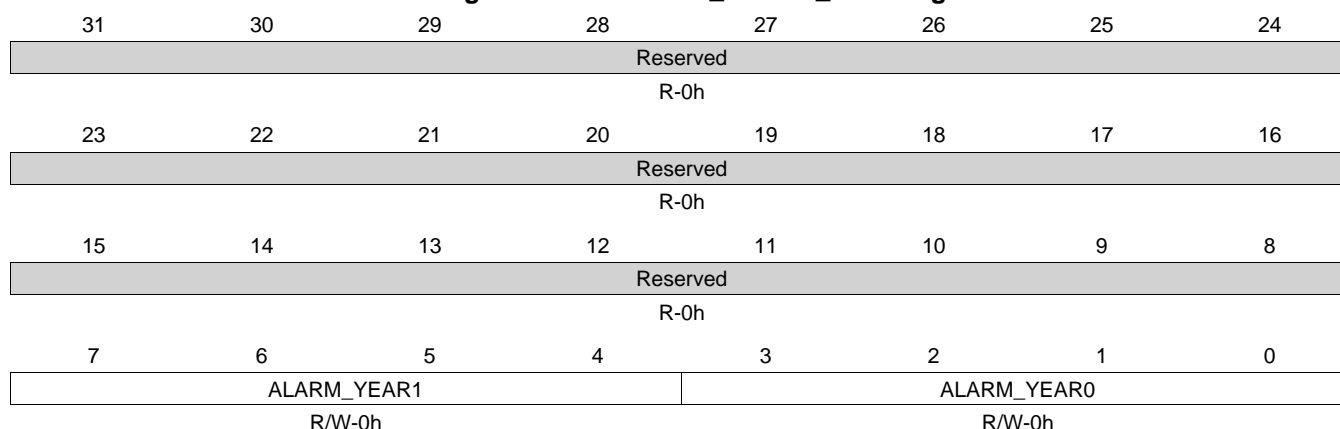 31 30 29 28 27 26 25 24
Reserved
R-0h
23 22 21 20 19 18 17 16
Reserved
R-0h
15 14 13 12 11 10 9 8
Reserved
R-0h
7 6 5 4 3 2 1 0
ALARM_YEAR1 ALARM_YEAR0
R/W-0h R/W-0h